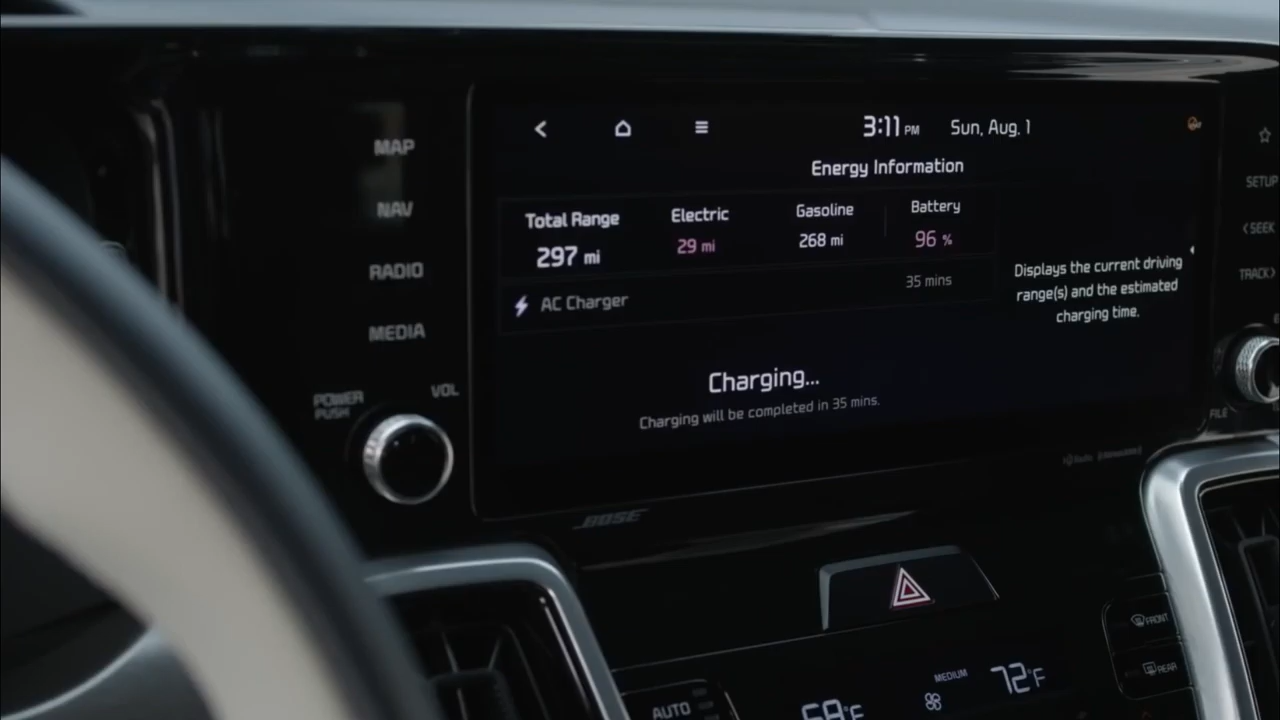 MAP
NAV
RADIO
MEDIA
POWER
PUSH
VOL
3:11 PM Sun, Aug. 1
Energy Information
Total Range Electric Gasoline Battery
297 mi 29 mi 268 mi 96 %
AC Charger 35 mins
Displays the current driving
range(s) and the estimated
charging time.
Charging...
Charging will be completed in 35 mins.
SETUP
< SEEK
TRACK >
FILE
BOSE
FRONT
REAR
MEDIUM
72°F
68°F
AUTO